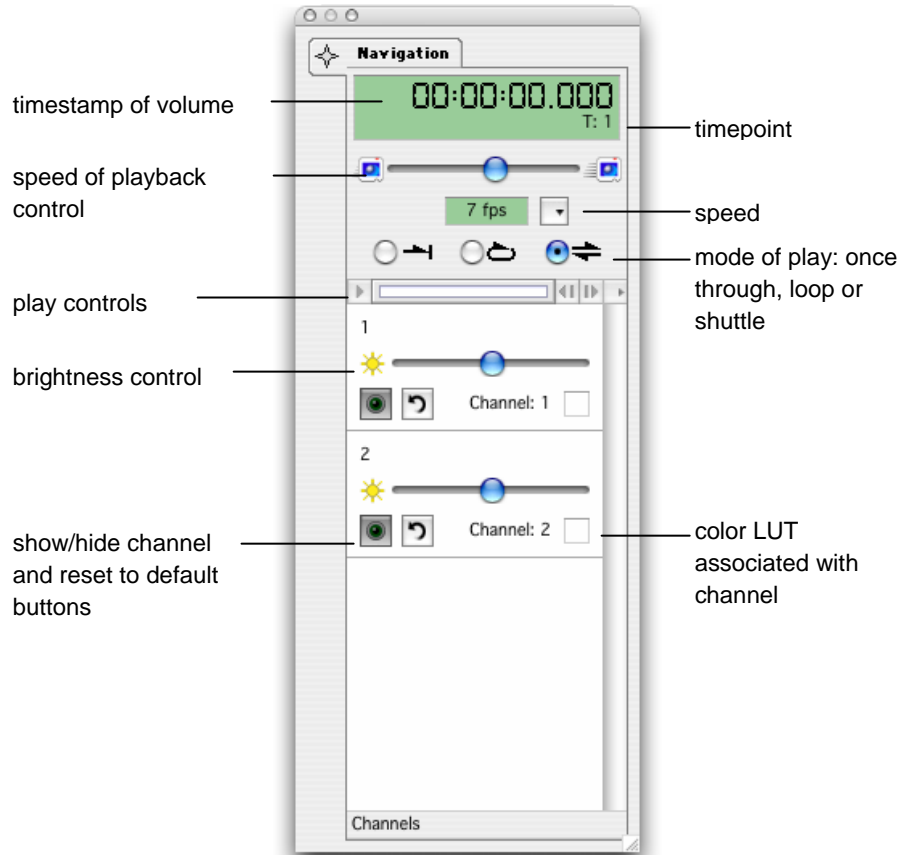 Navigation
timestamp of volume
00:00:00.000
T: 1
timepoint
speed of playback
control
7 fps
speed
mode of play: once
through, loop or
shuttle
play controls
1
brightness control
Channel: 1
2
show/hide channel
and reset to default
buttons
Channel: 2
color LUT
associated with
channel
Channels